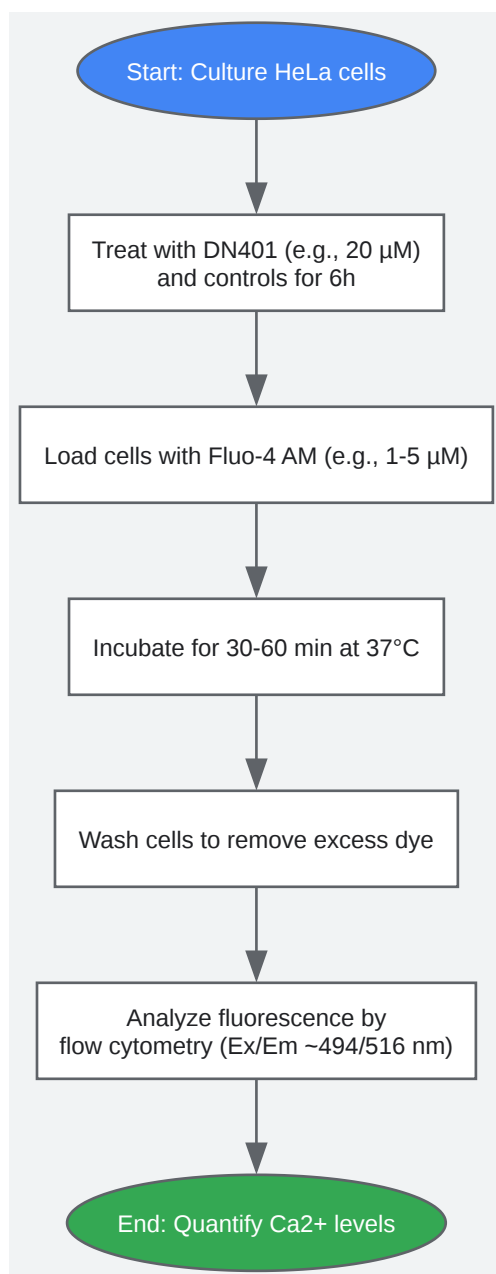 Start: Culture HeLa cells
Treat with DN401 (e.g., 20 µM)
and controls for 6h
Load cells with Fluo-4 AM (e.g., 1-5 µM)
Incubate for 30-60 min at 37°C
Wash cells to remove excess dye
Analyze fluorescence by
flow cytometry (Ex/Em ~494/516 nm)
End: Quantify Ca2+ levels